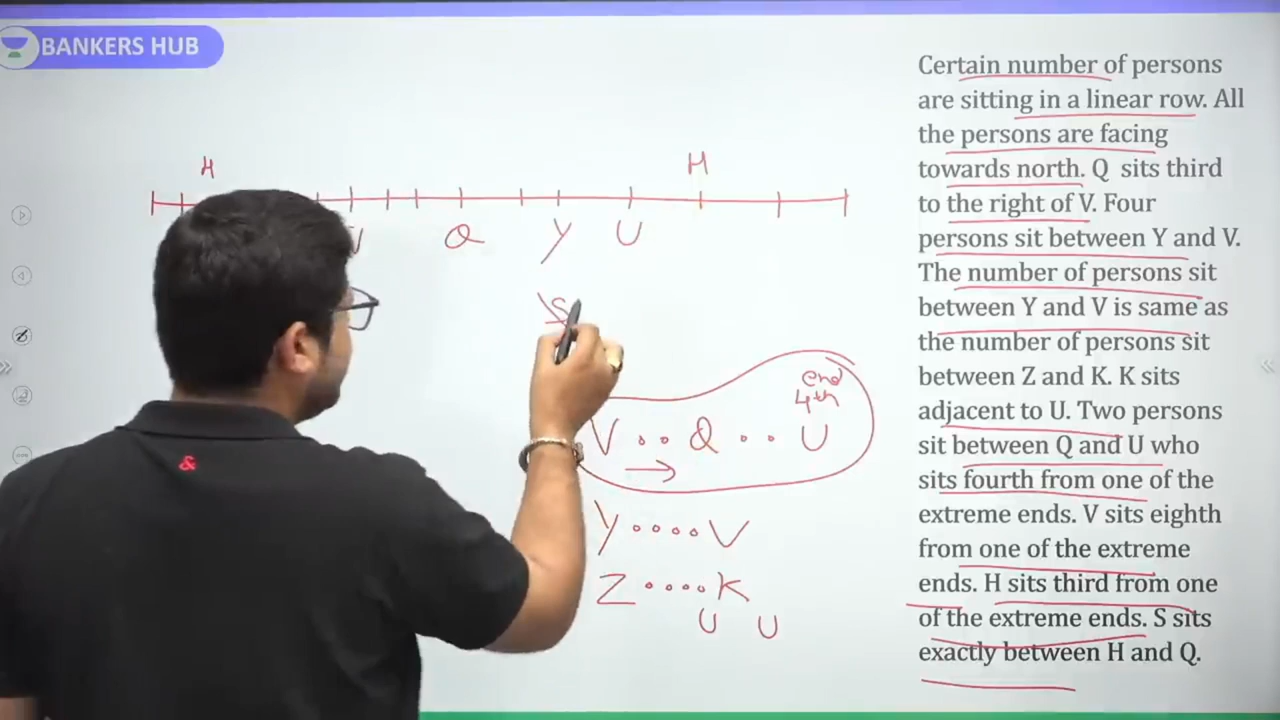 BANKERS HUB
Certain number of persons
are sitting in a linear row. All
the persons are facing
towards north. Q sits third
to the right of V. Four
persons sit between Y and V.
The number of persons sit
between Y and V is same as
the number of persons sit
between Z and K. K sits
adjacent to U. Two persons
sit between Q and U who
sits fourth from one of the
extreme ends. V sits eighth
from one of the extreme
ends. H sits third from one
of the extreme ends. S sits
exactly between H and Q.
H H
Q Y U
S
end
4th
V Q U
Y V
Z K
U U